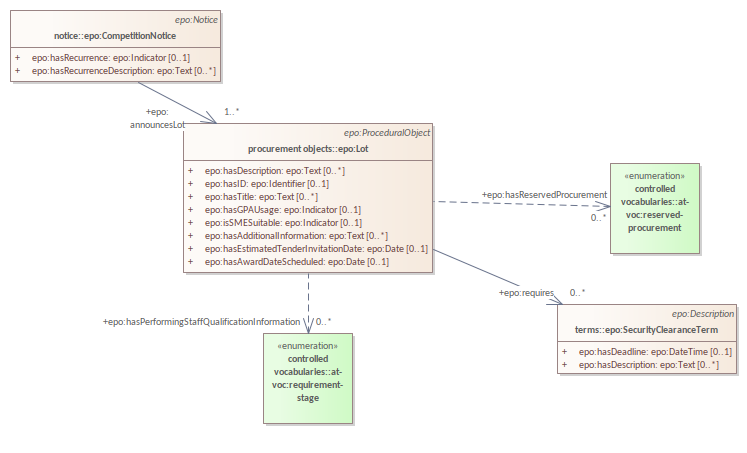 epo:Notice
notice::epo:CompetitionNotice
+ epo:hasRecurrence: epo:Indicator [0..1]
+ epo:hasRecurrenceDescription: epo:Text [0..*]
+epo:
announcesLot
1..*
epo:ProceduralObject
procurement objects::epo:Lot
+ epo:hasDescription: epo:Text [0..*]
+ epo:hasID: epo:Identifier [0..1]
+ epo:hasTitle: epo:Text [0..*]
+ epo:hasGPAUsage: epo:Indicator [0..1]
+ epo:isSMESuitable: epo:Indicator [0..1]
+ epo:hasAdditionalInformation: epo:Text [0..*]
+ epo:hasEstimatedTenderInvitationDate: epo:Date [0..1]
+ epo:hasAwardDateScheduled: epo:Date [0..1]
+epo:hasReservedProcurement
0..*
«enumeration»
controlled
vocabularies::at-
voc:reserved-
procurement
+epo:requires
0..*
epo:Description
terms::epo:SecurityClearanceTerm
+ epo:hasDeadline: epo:DateTime [0..1]
+ epo:hasDescription: epo:Text [0..*]
+epo:hasPerformingStaffQualificationInformation
0..*
«enumeration»
controlled
vocabularies::at-
voc:requirement-
stage